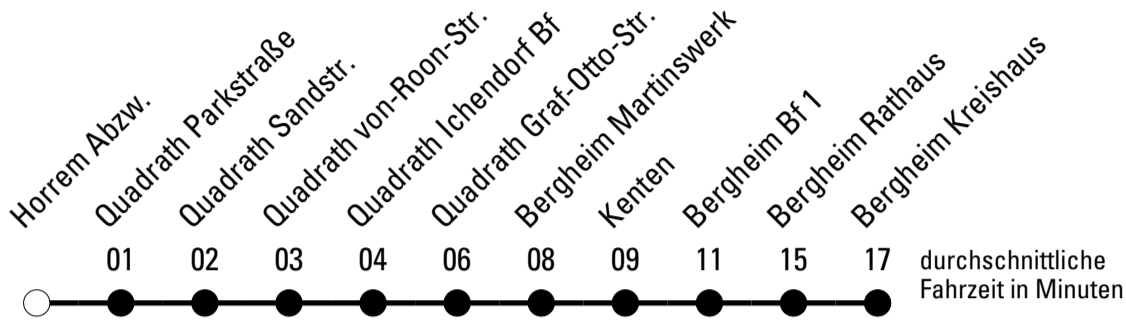 Horrem Abzw.
Quadrath Parkstraße
Quadrath Sandstr.
Quadrath von-Roon-Str.
Quadrath Ichendorf Bf
Quadrath Graf-Otto-Str.
Bergheim Martinswerk
Kenten
Bergheim Bf 1
Bergheim Rathaus
Bergheim Kreishaus
01 02 03 04 06 08 09 11 15 17
durchschnittliche
Fahrzeit in Minuten